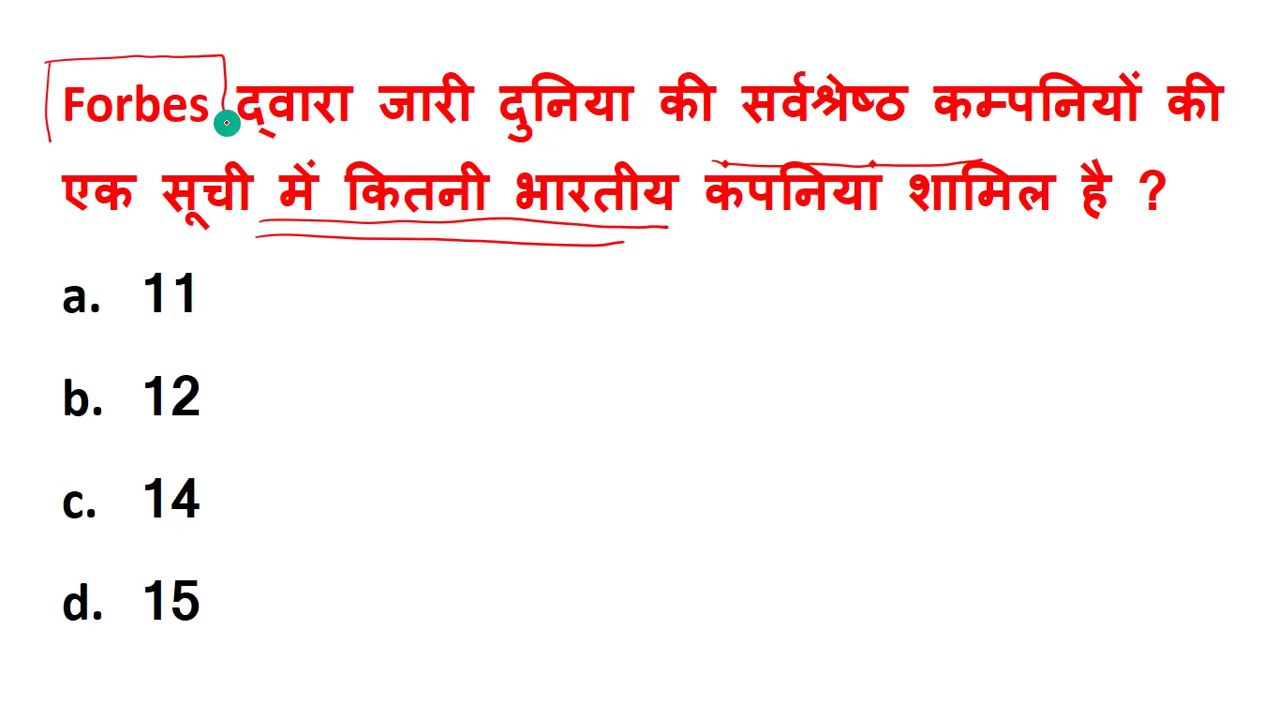 Forbes द्वारा जारी दुनिया की सर्वश्रेष्ठ कम्पनियों की
एक सूची में कितनी भारतीय कंपनियां शामिल है ?
a. 11
b. 12
c. 14
d. 15